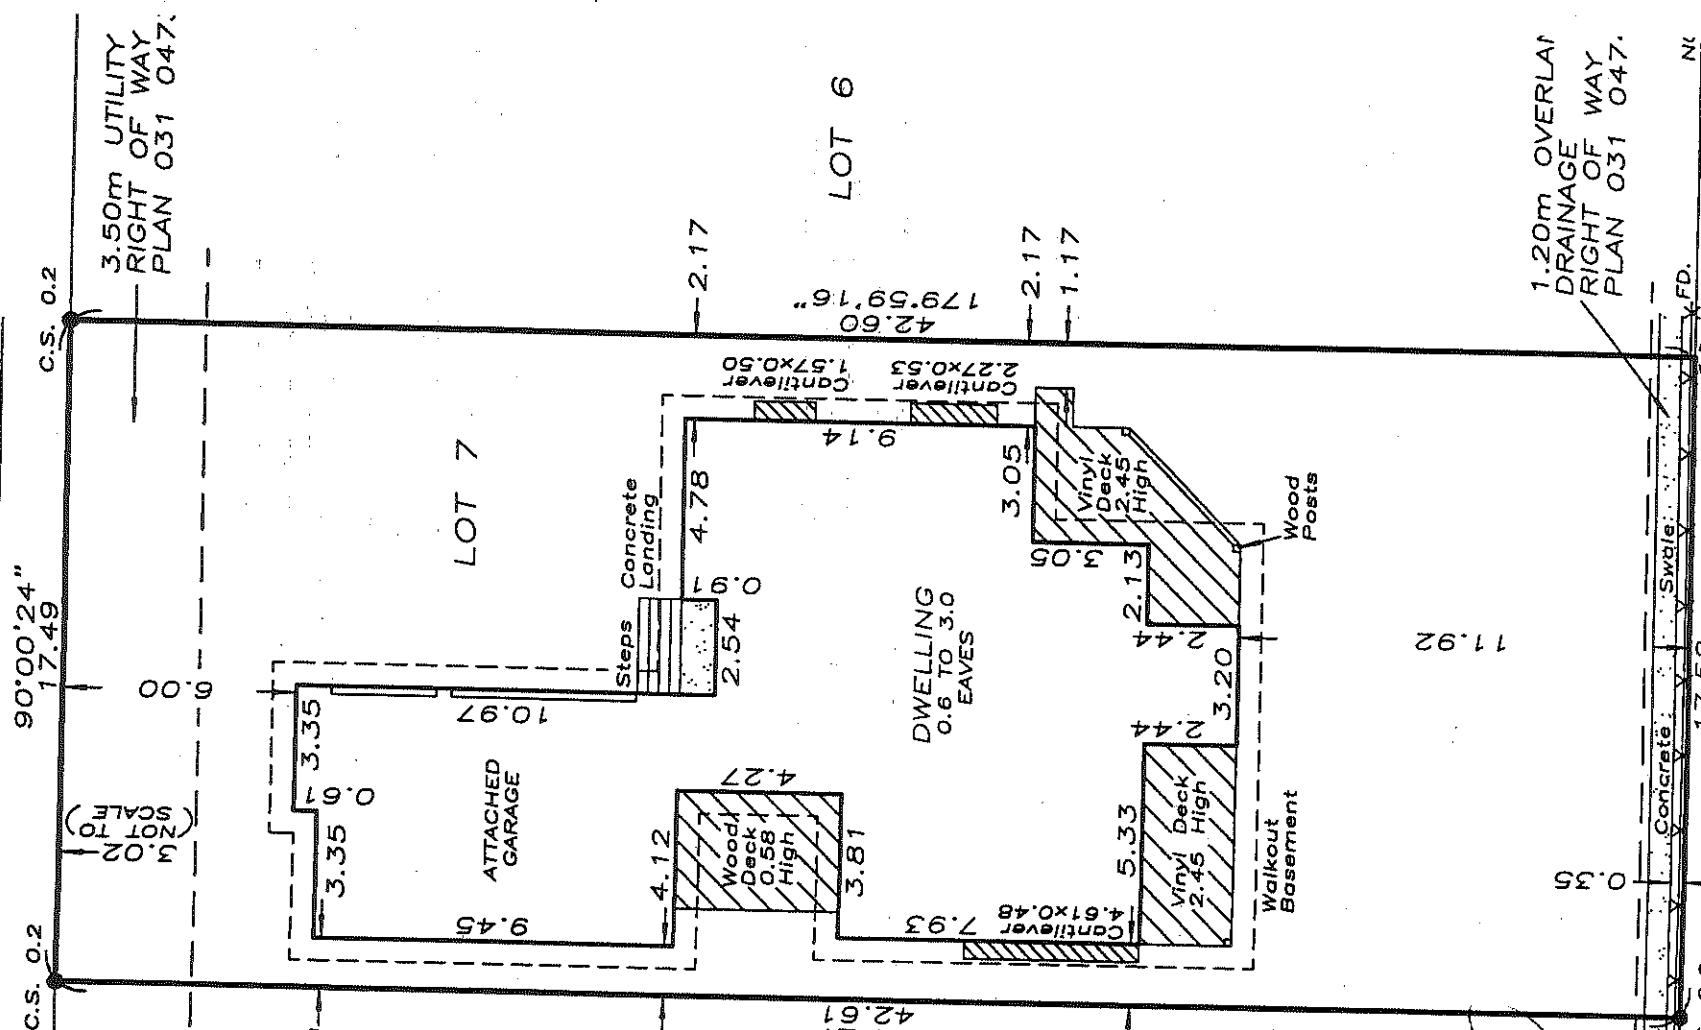 3.50m UTILITY
RIGHT OF WAY
PLAN 031 047.
C.S. 0.2
LOT 6
1.20m
DRAINAGE
RIGHT OF WAY
PLAN 031 047.
FD.
2.17
2.17
1.17
179°59'16"
42.60
Cantilever
1.57x0.50
Cantilever
2.27x0.53
9.14
LOT 7
90°00'24"
17.49
6.00
3.02
(NOT TO
SCALE)
C.S. 0.2
Concrete
Landing
Steps
4.78
0.91
2.54
3.05
Vinyl
Deck
2.45
High
3.05
2.13
2.44
Wood
Posts
DWELLLING
0.6 TO 3.0
EAVES
3.20
2.44
11.92
10.97
3.35
0.61
3.35
ATTACHED
GARAGE
9.45
4.12
4.27
Wood
Deck
0.58
High
3.81
7.93
Cantilever
4.61x0.48
5.33
Vinyl Deck
2.45 High
Walkout
Basement
Concrete
Swale
0.35
42.61